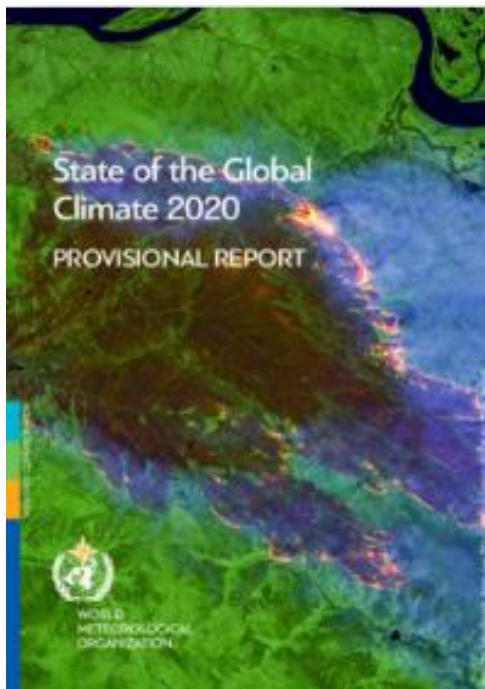 State of the Global
Climate 2020
PROVISIONAL REPORT
WORLD
METEOROLOGICAL
ORGANIZATION